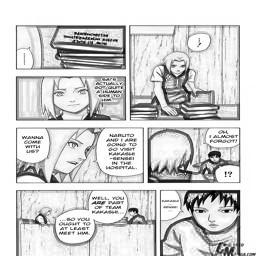 SAI'S
ACTUALLY
GOT QUITE
A HUMAN
SIDE
TO HIM.
OH,
I ALMOST
FORGOT!
NARUTO
AND I ARE
GOING TO
GO VISIT
KAKASHI
-SENSEI
IN THE
HOSPITAL.
WANNA
COME
WITH
US?
!?
WELL, YOU
ARE PART
OF TEAM
KAKASHI...
...SO YOU
OUGHT TO
AT LEAST
MEET HIM.
KAKASHI